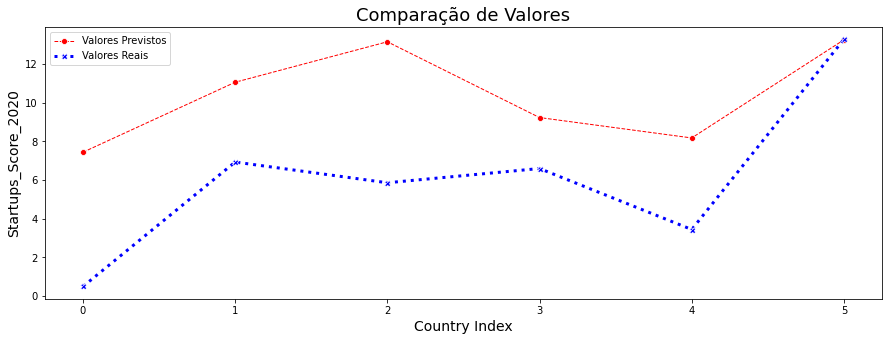 Comparação de Valores
Valores Previstos
Valores Reais
Startups_Score_2020
12
10
8
6
4
2
0
0 1 2 3 4 5
Country Index